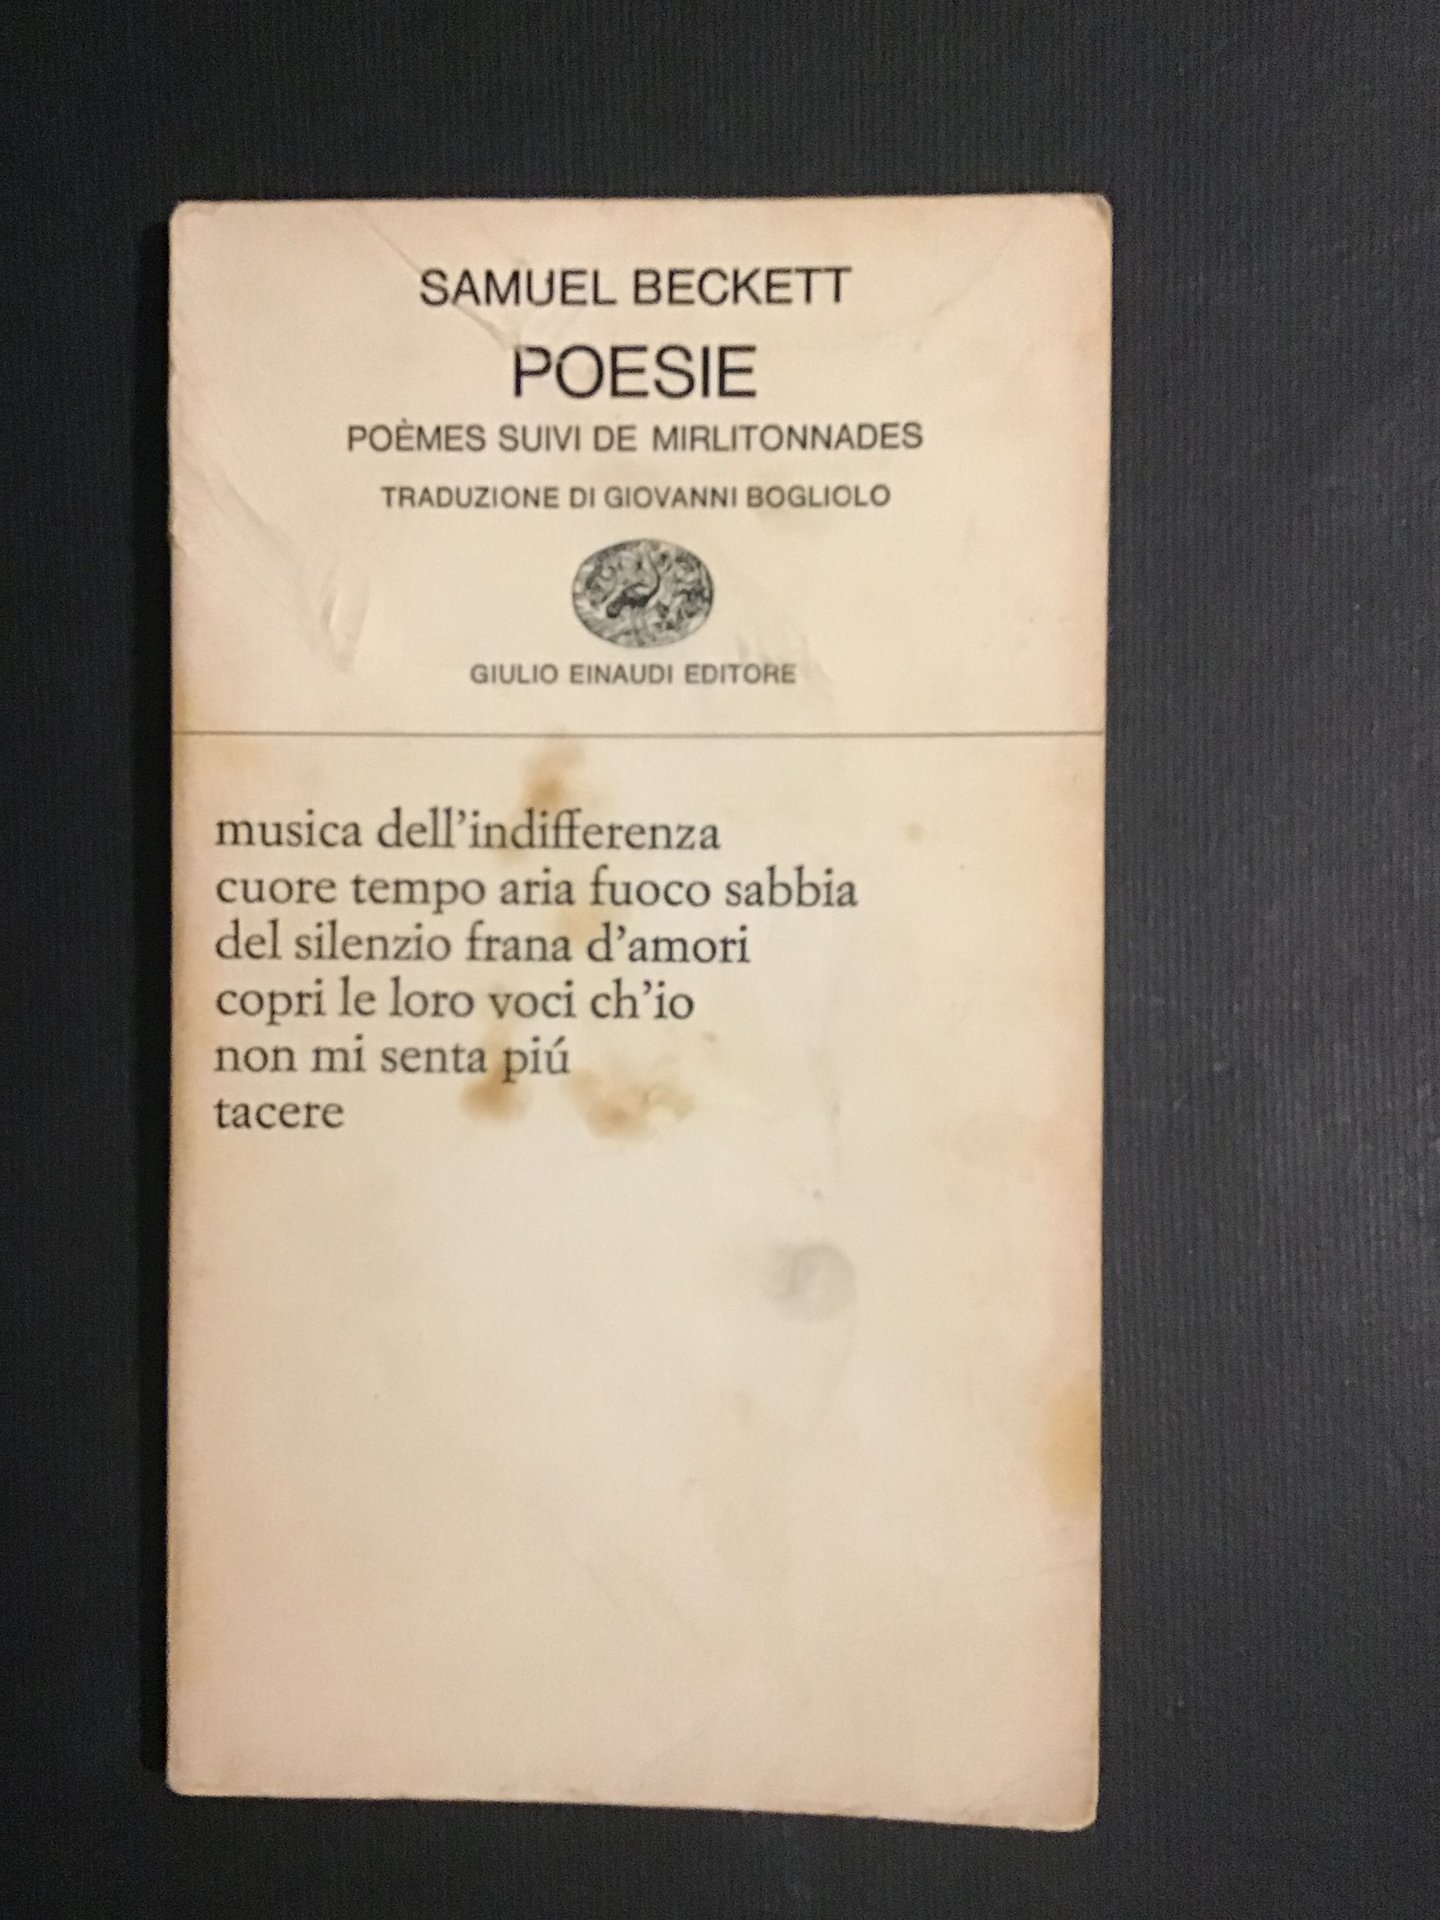 SAMUEL BECKETT
POESIE
POÈMES SUIVI DE MIRLITONNADES
TRADUZIONE DI GIOVANNI BOGLIOLO
GIULIO EINAUDI EDITORE
musica dell’indifferenza
cuore tempo aria fuoco sabbia
del silenzio frana d’amori
copri le loro voci ch’io
non mi senta piú
tacere